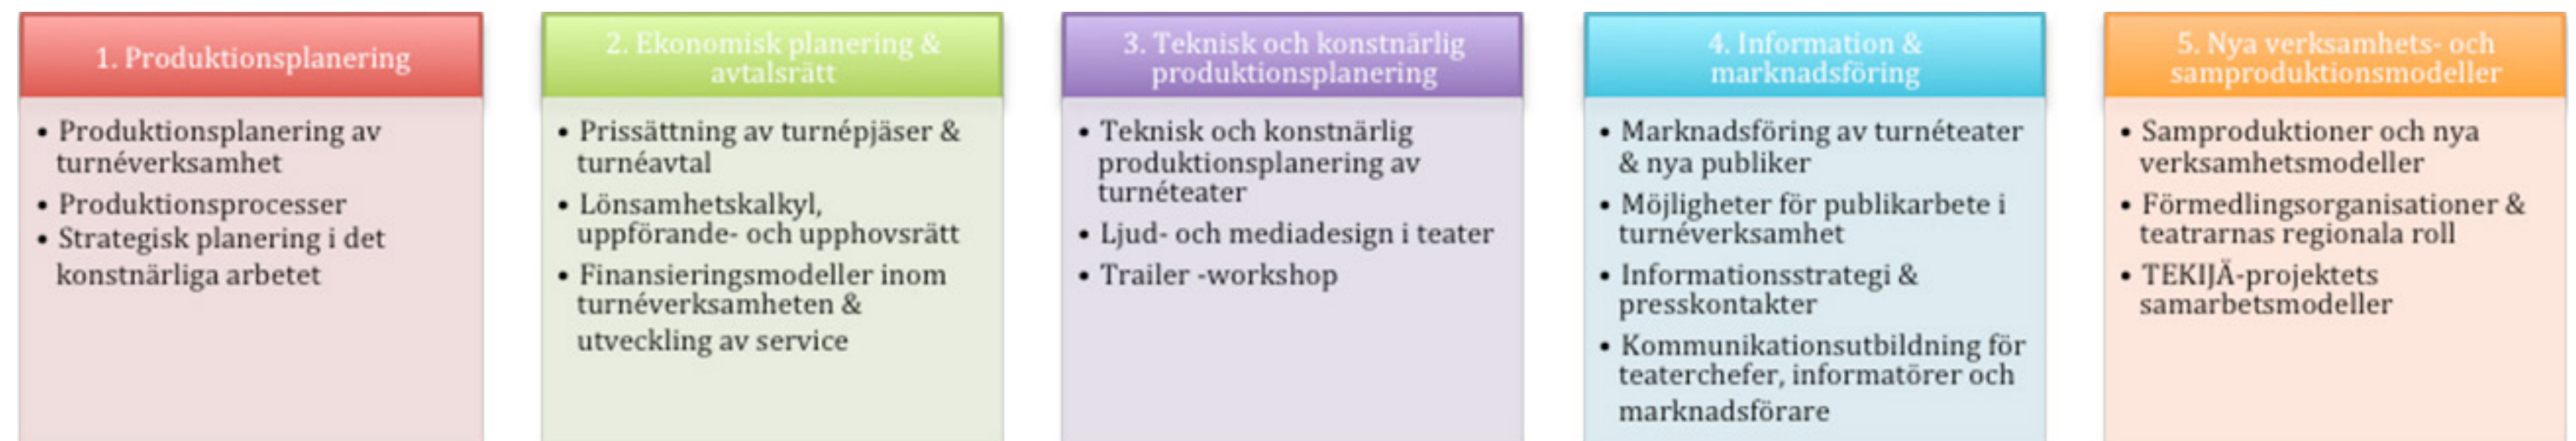 1. Produktionsplanering
• Produktionsplanering av
turnéverksamhet
• Produktionsprocesser
• Strategisk planering i det
konstnärliga arbetet
2. Ekonomisk planering &
avtalsrätt
• Prissättning av turnépjäser &
turnéavtal
• Lönsamhetskalkyl,
uppförande- och upphovsrätt
• Finansieringsmodeller inom
turnéverksamheten &
utveckling av service
3. Teknisk och konstnärlig
produktionsplanering
• Teknisk och konstnärlig
produktionsplanering av
turnéteater
• Ljud- och mediadesign i teater
• Trailer -workshop
4. Information &
marknadsföring
• Marknadsföring av turnéteater
& nya publiker
• Möjligheter för publikarbete i
turnéverksamhet
• Informationsstrategi &
presskontakter
• Kommunikationsutbildning för
teaterchefer, informatörer och
marknadsförare
5. Nya verksamhets- och
samproduktionsmodeller
• Samproduktioner och nya
verksamhetsmodeller
• Förmedlingsorganisationer &
teatrarnas regionala roll
• TEKIJÄ-projektets
samarbetsmodeller